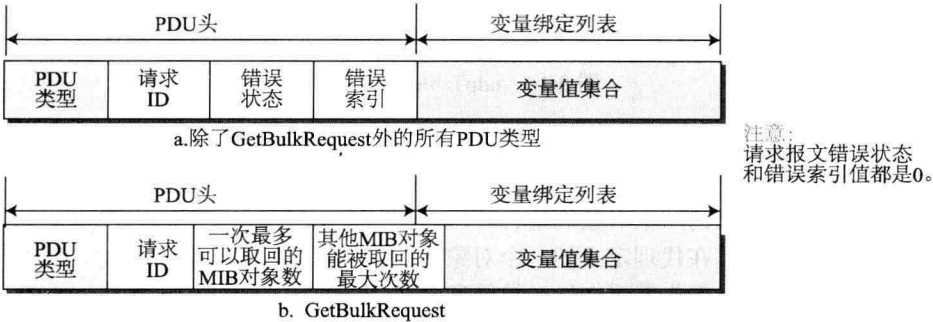 PDU头
变量绑定列表
PDU
类型
请求
ID
错误
状态
错误
索引
变量值集合
a.除了GetBulkRequest外的所有PDU类型
注意:
请求报文错误状态
和错误索引值都是0。
PDU头
变量绑定列表
PDU
类型
请求
ID
一次最多
可以取回的
MIB对象数
其他MIB对象
能被取回的
最大次数
变量值集合
b. GetBulkRequest